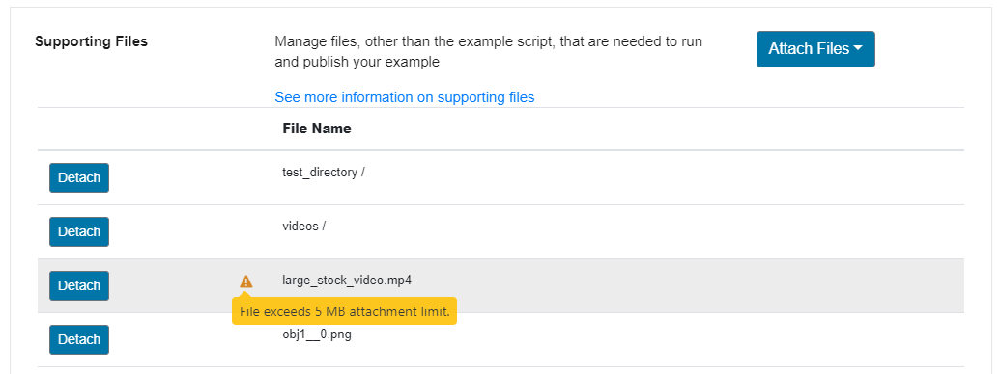 Supporting Files
Manage files, other than the example script, that are needed to run
and publish your example
Attach Files
See more information on supporting files
File Name
Detach
test_directory /
Detach
videos /
Detach
large_stock_video.mp4
File exceeds 5 MB attachment limit.
Detach
obj1__0.png